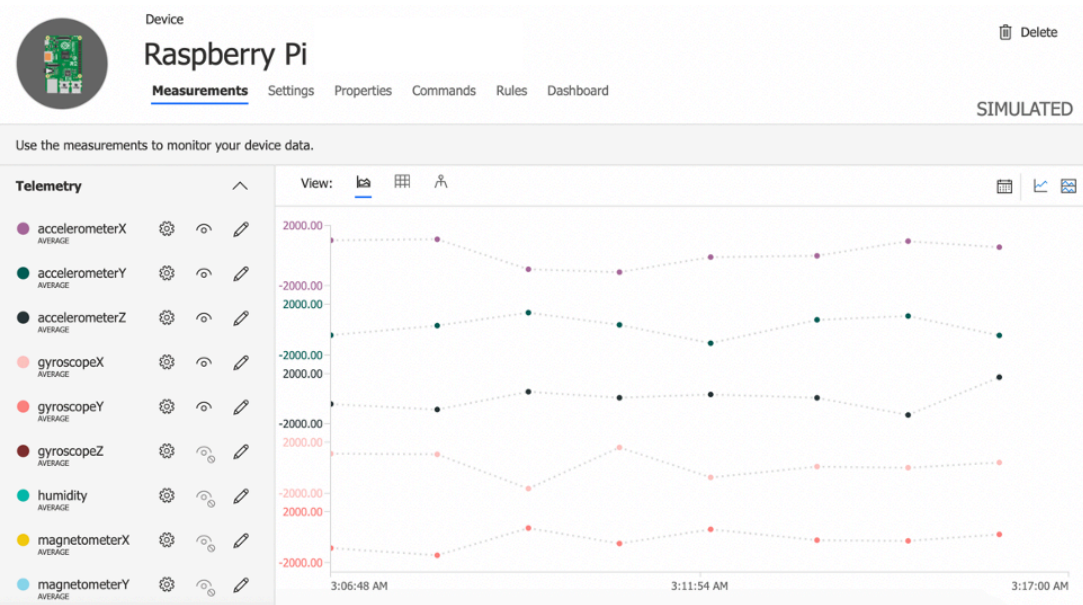 Device
Raspberry Pi
Delete
Measurements Settings Properties Commands Rules Dashboard
SIMULATED
Use the measurements to monitor your device data.
Telemetry
View:
accelerometerX
AVERAGE
accelerometerY
AVERAGE
accelerometerZ
AVERAGE
gyroscopeX
AVERAGE
gyroscopeY
AVERAGE
gyroscopeZ
AVERAGE
humidity
AVERAGE
magnetometerX
AVERAGE
magnetometerY
AVERAGE
2000.00
-2000.00
2000.00
-2000.00
2000.00
-2000.00
2000.00
-2000.00
2000.00
-2000.00
3:06:48 AM 3:11:54 AM 3:17:00 AM